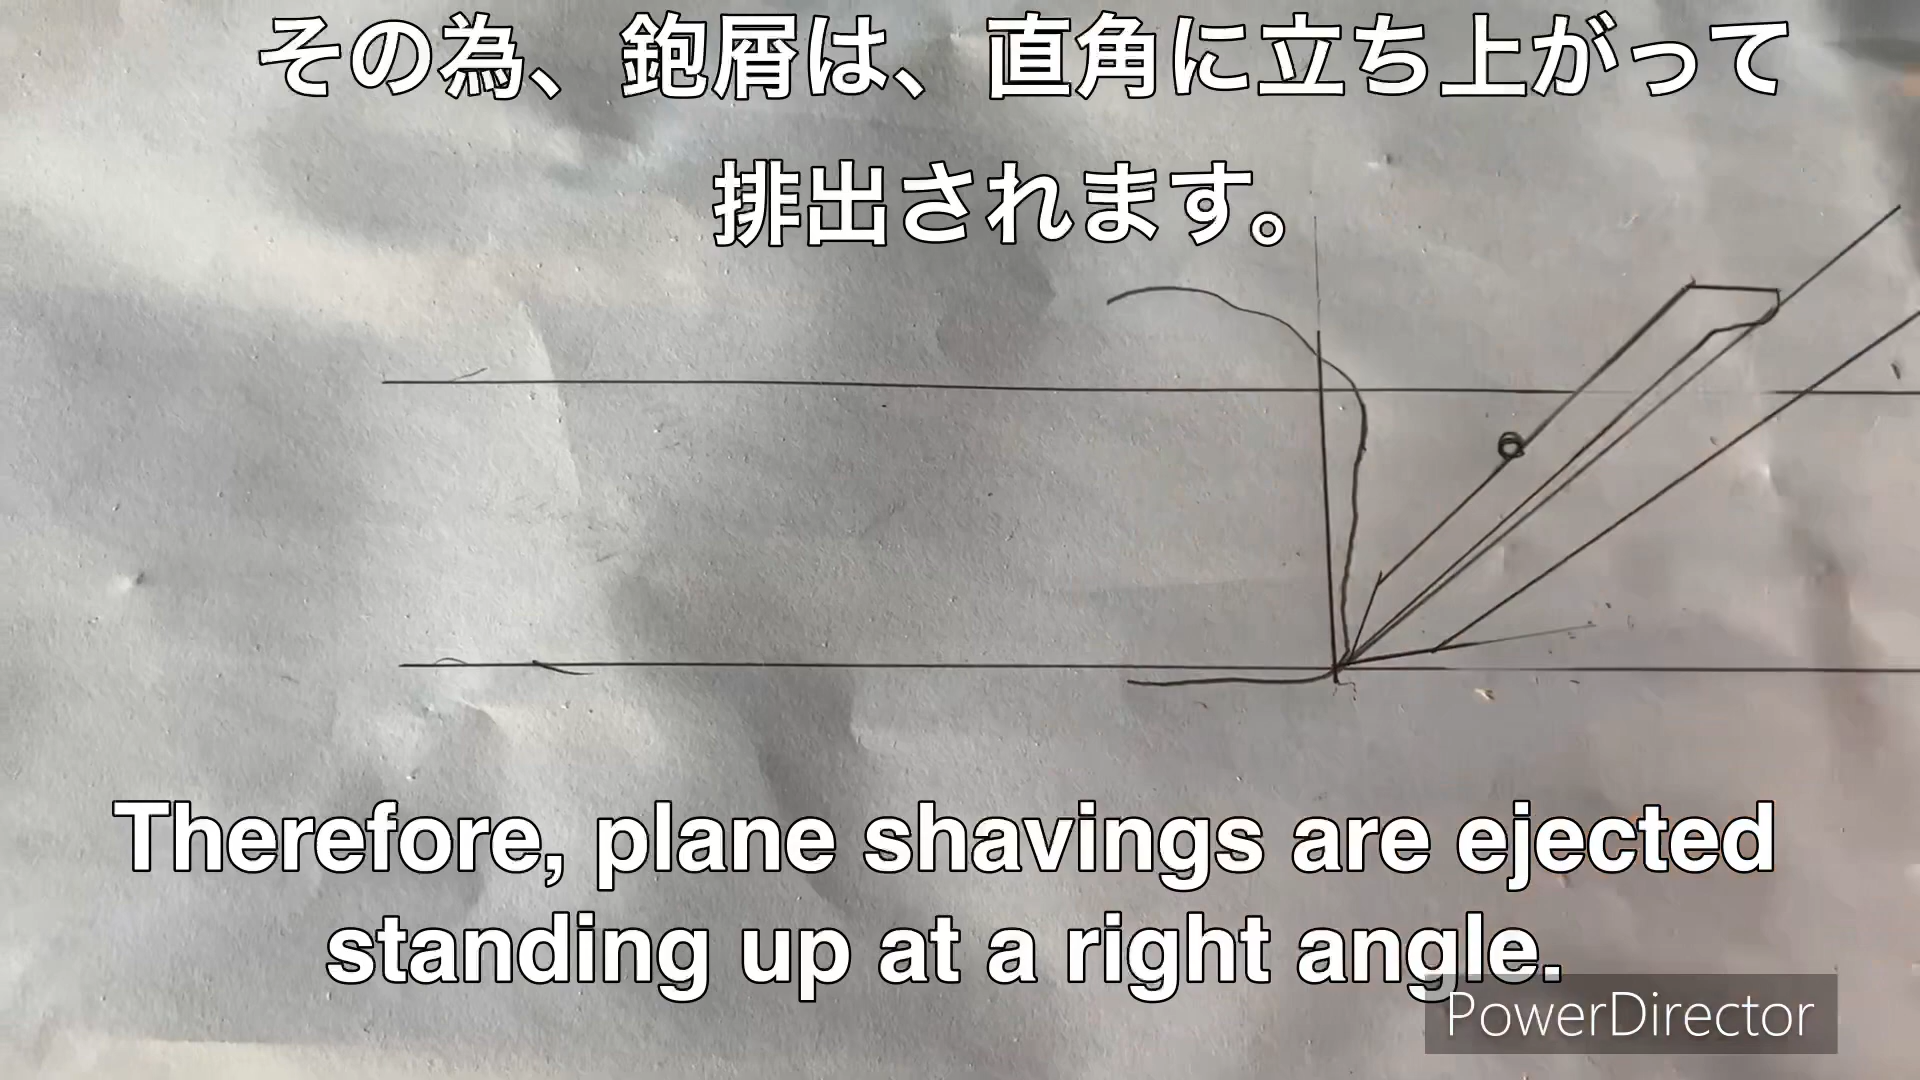 その為、鉋屑は、直角に立ち上がって
排出されます。
Therefore, plane shavings are ejected
standing up at a right angle.
PowerDirector